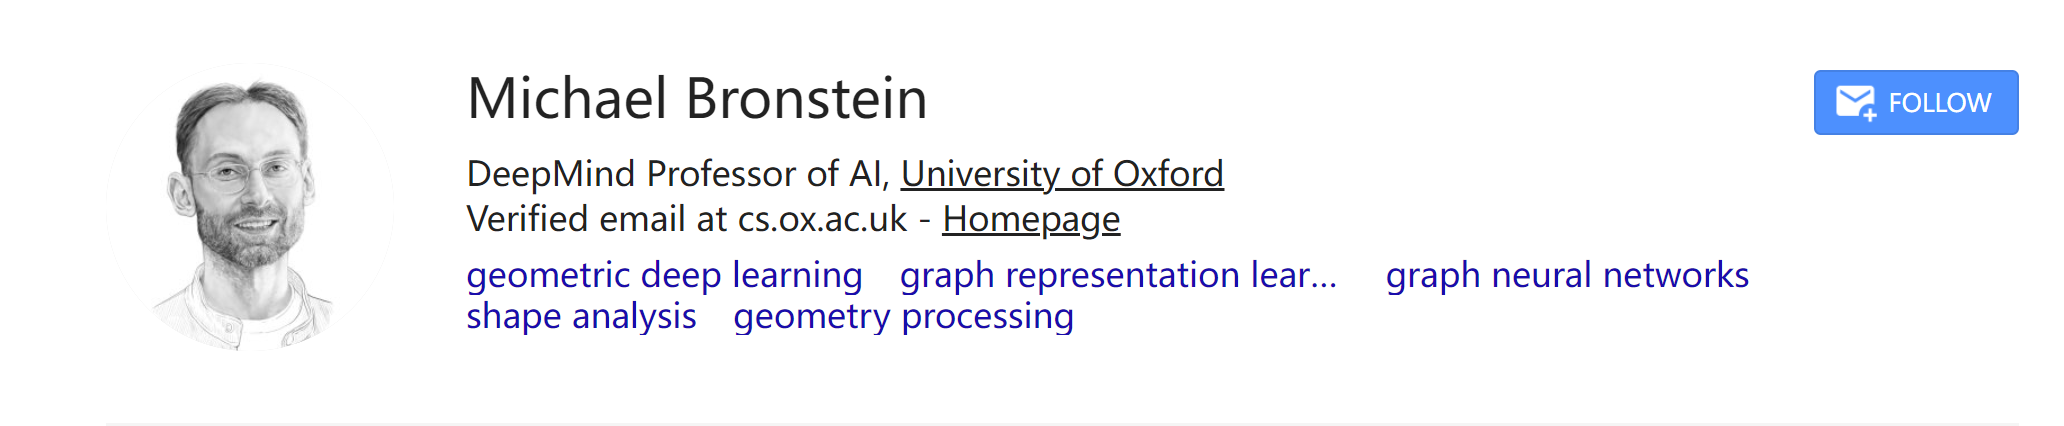 Michael Bronstein
FOLLOW
DeepMind Professor of AI, University of Oxford
Verified email at cs.ox.ac.uk - Homepage
geometric deep learning graph representation lear... graph neural networks
shape analysis geometry processing